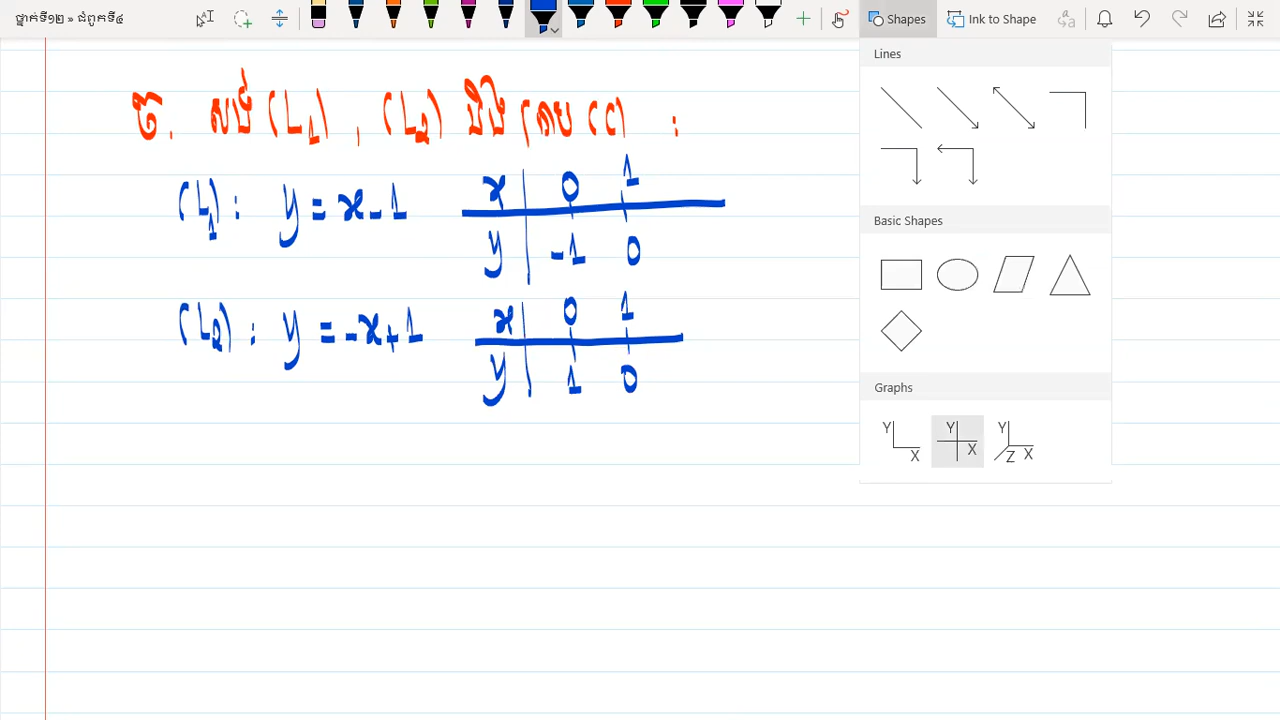 ថ្នាក់ទី១២ » ជំពូកទី៤
Shapes Ink to Shape
Lines
ច. សង់ (L1) , (L2) និង ក្រាប (C) :
(L1) : y = x - 1
x 0 1
y -1 0
Basic Shapes
(L2) : y = -x + 1
x 0 1
y 1 0
Graphs
Y X Y X Y Z X